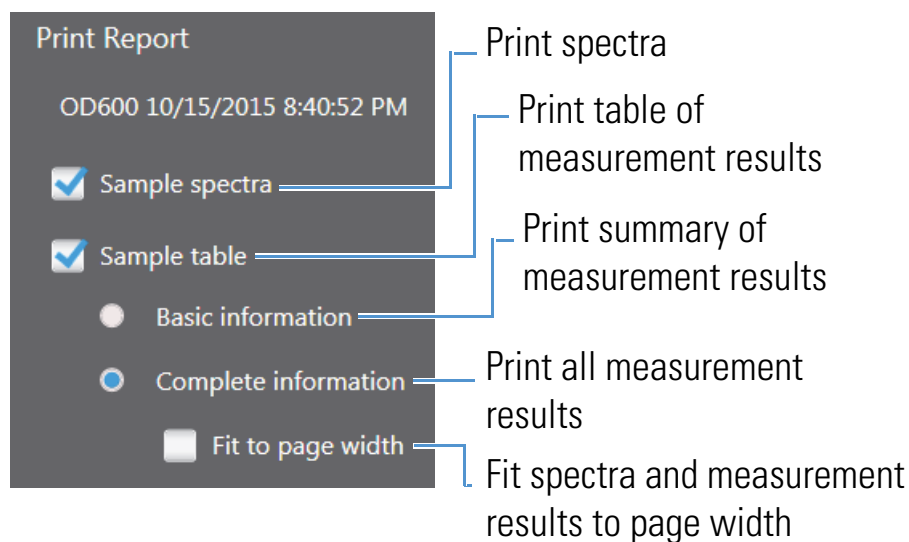 Print Report
OD600 10/15/2015 8:40:52 PM
Sample spectra
Sample table
Basic information
Complete information
Fit to page width
Print spectra
Print table of
measurement results
Print summary of
measurement results
Print all measurement
results
Fit spectra and measurement
results to page width